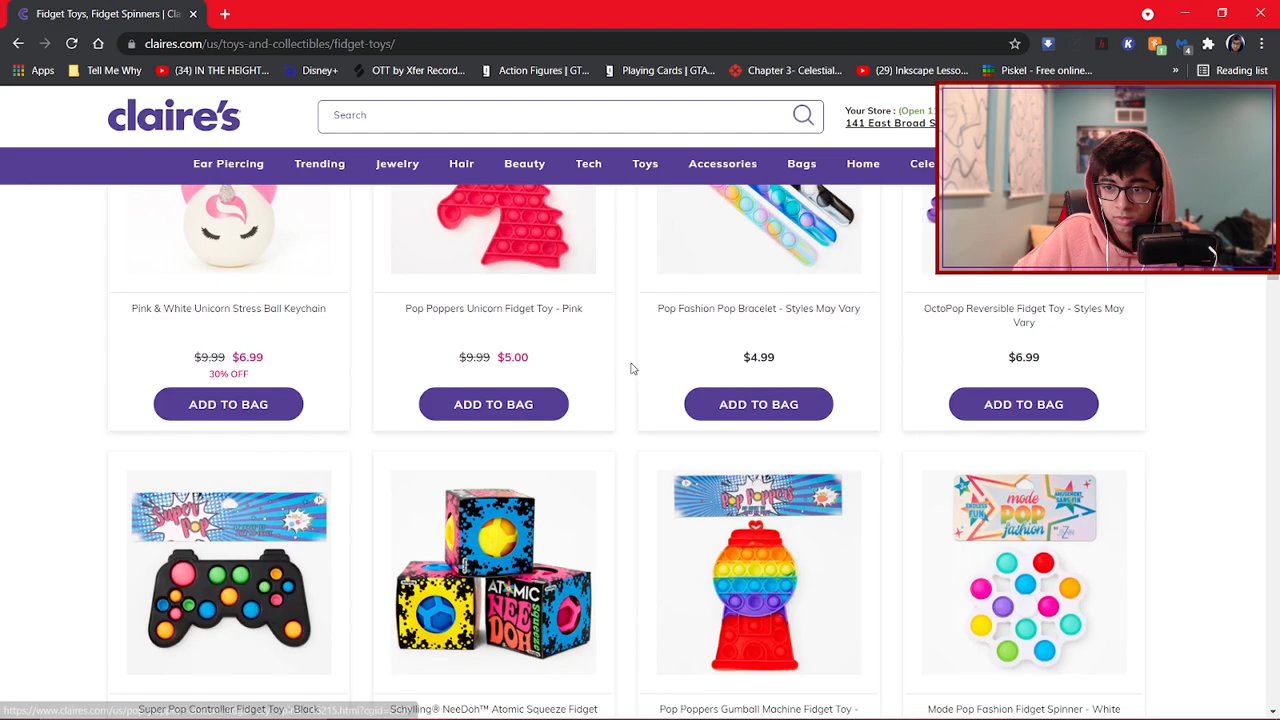 Fidget Toys, Fidget Spinners | Cla
claires.com/us/toys-and-collectibles/fidget-toys/
Apps
Tell Me Why
(34) IN THE HEIGHT...
Disney+
OTT by Xfer Record...
Action Figures | GT...
Playing Cards | GTA...
Chapter 3- Celestial...
(29) Inkscape Lesso...
Piskel - Free online...
»
Reading list
claire's
Search
Your Store : (Open 11
141 East Broad S
Ear Piercing
Trending
Jewelry
Hair
Beauty
Tech
Toys
Accessories
Bags
Home
Cele
Pink & White Unicorn Stress Ball Keychain
Pop Poppers Unicorn Fidget Toy - Pink
Pop Fashion Pop Bracelet - Styles May Vary
OctoPop Reversible Fidget Toy - Styles May
Vary
$9.99 $6.99
30% OFF
$9.99 $5.00
$4.99
$6.99
ADD TO BAG
ADD TO BAG
ADD TO BAG
ADD TO BAG
Super Pop
ATOMIC
NEE
DOH
squeeze
Pop Poppers
mode
POP
fashion
ENDLESS
FUN
Super Pop Controller Fidget Toy - Black
Schylling® NeeDoh™ Atomic Squeeze Fidget
Pop Poppers Gumball Machine Fidget Toy -
Mode Pop Fashion Fidget Spinner - White